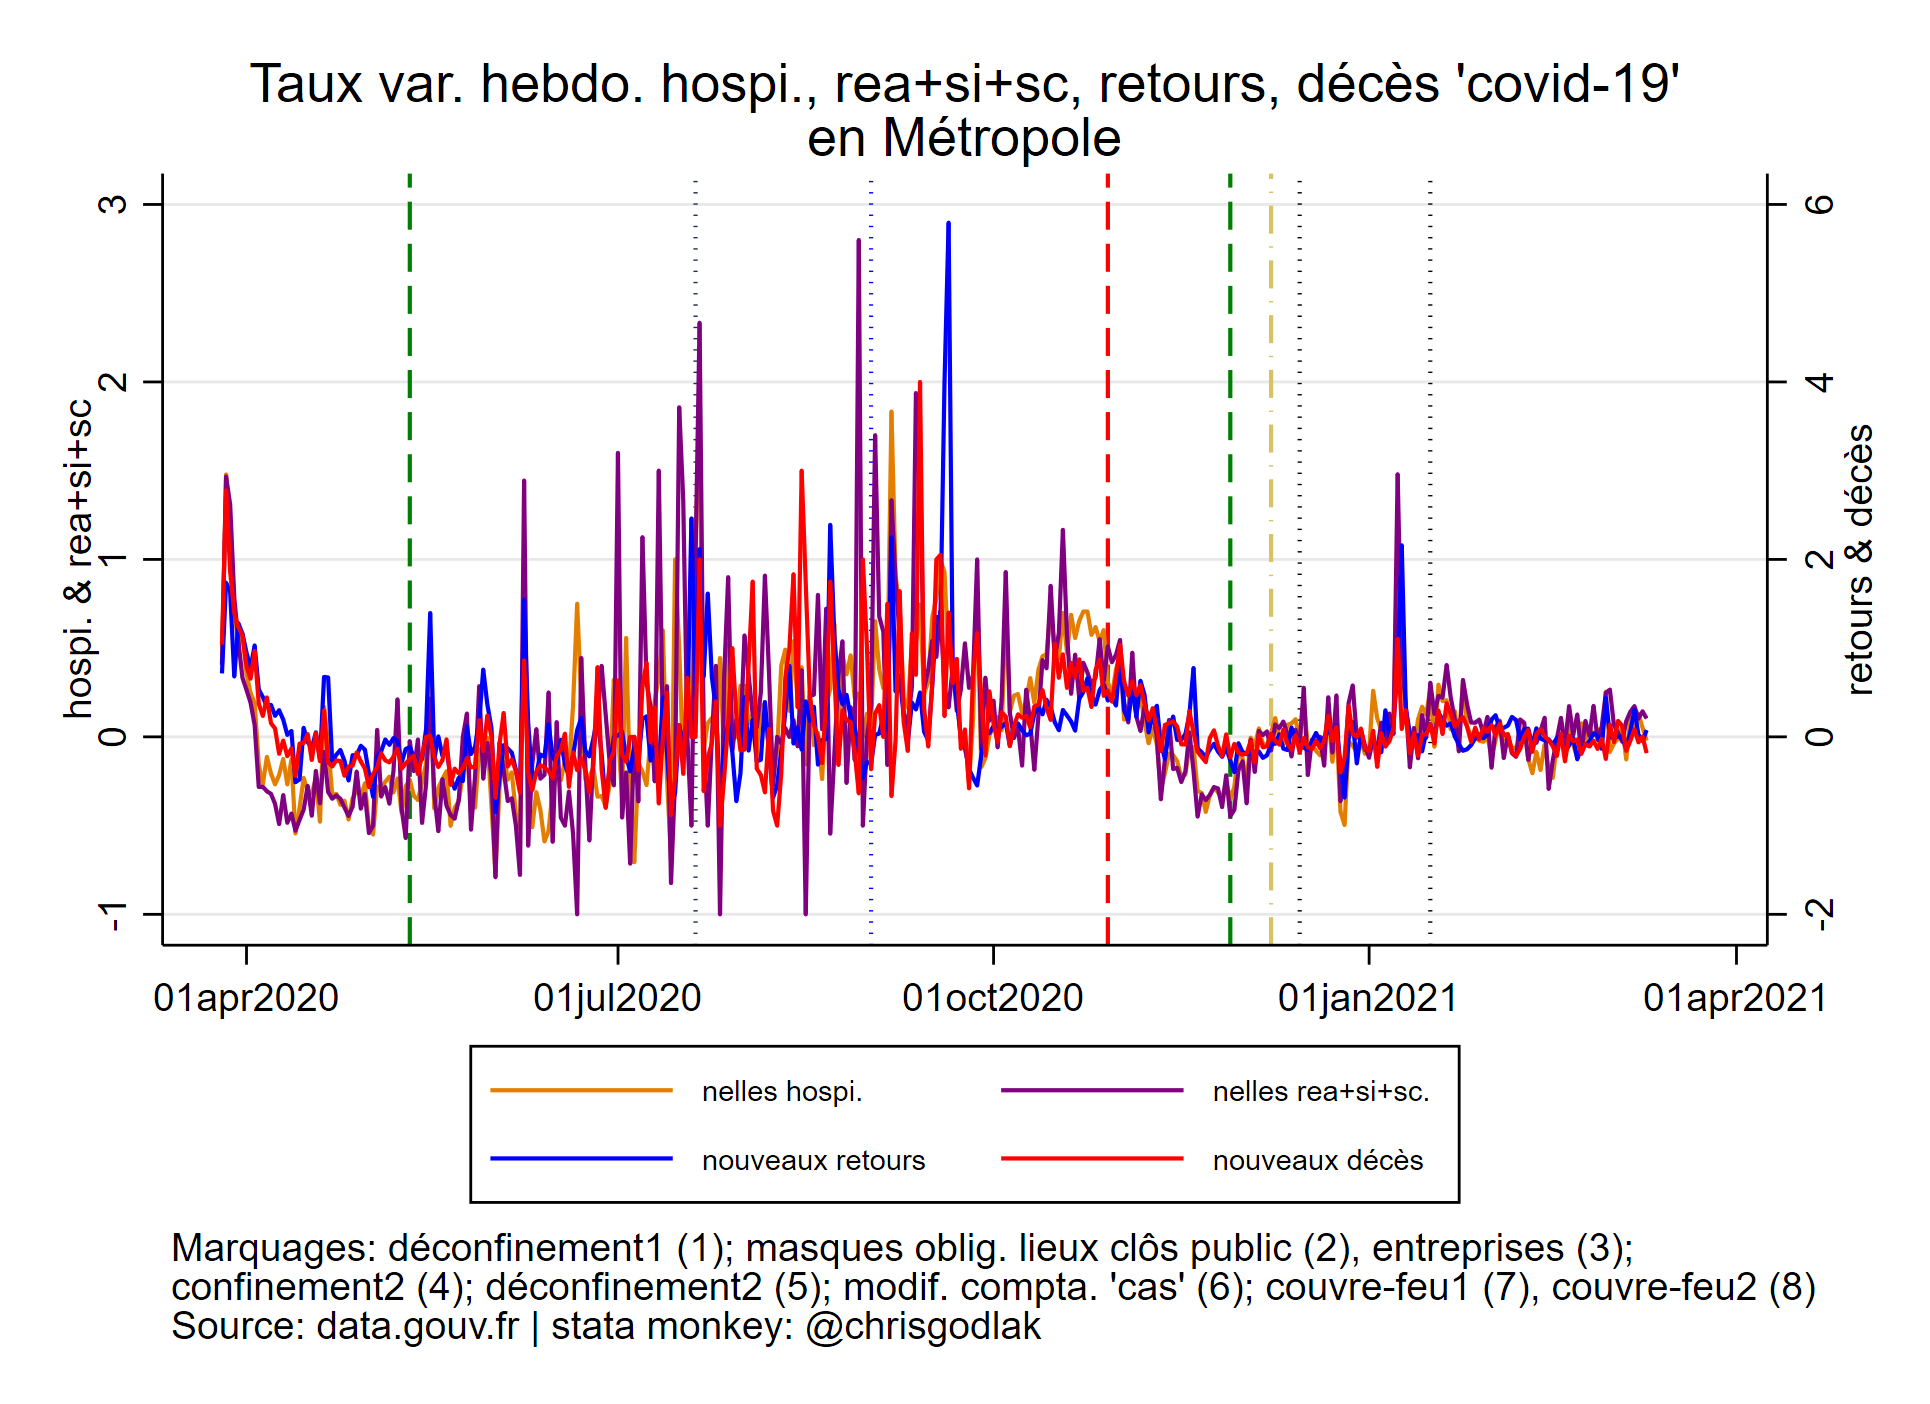 Taux var. hebdo. hospi., rea+si+sc, retours, décès 'covid-19'
en Métropole
hospi. & rea+si+sc
3
2
1
0
-1
retours & décès
6
4
2
0
-2
01apr2020
01jul2020
01oct2020
01jan2021
01apr2021
nelles hospi.
nelles rea+si+sc.
nouveaux retours
nouveaux décès
Marquages: déconfinement1 (1); masques oblig. lieux clôs public (2), entreprises (3);
confinement2 (4); déconfinement2 (5); modif. compta. 'cas' (6); couvre-feu1 (7), couvre-feu2 (8)
Source: data.gouv.fr | stata monkey: @chrisgodlak